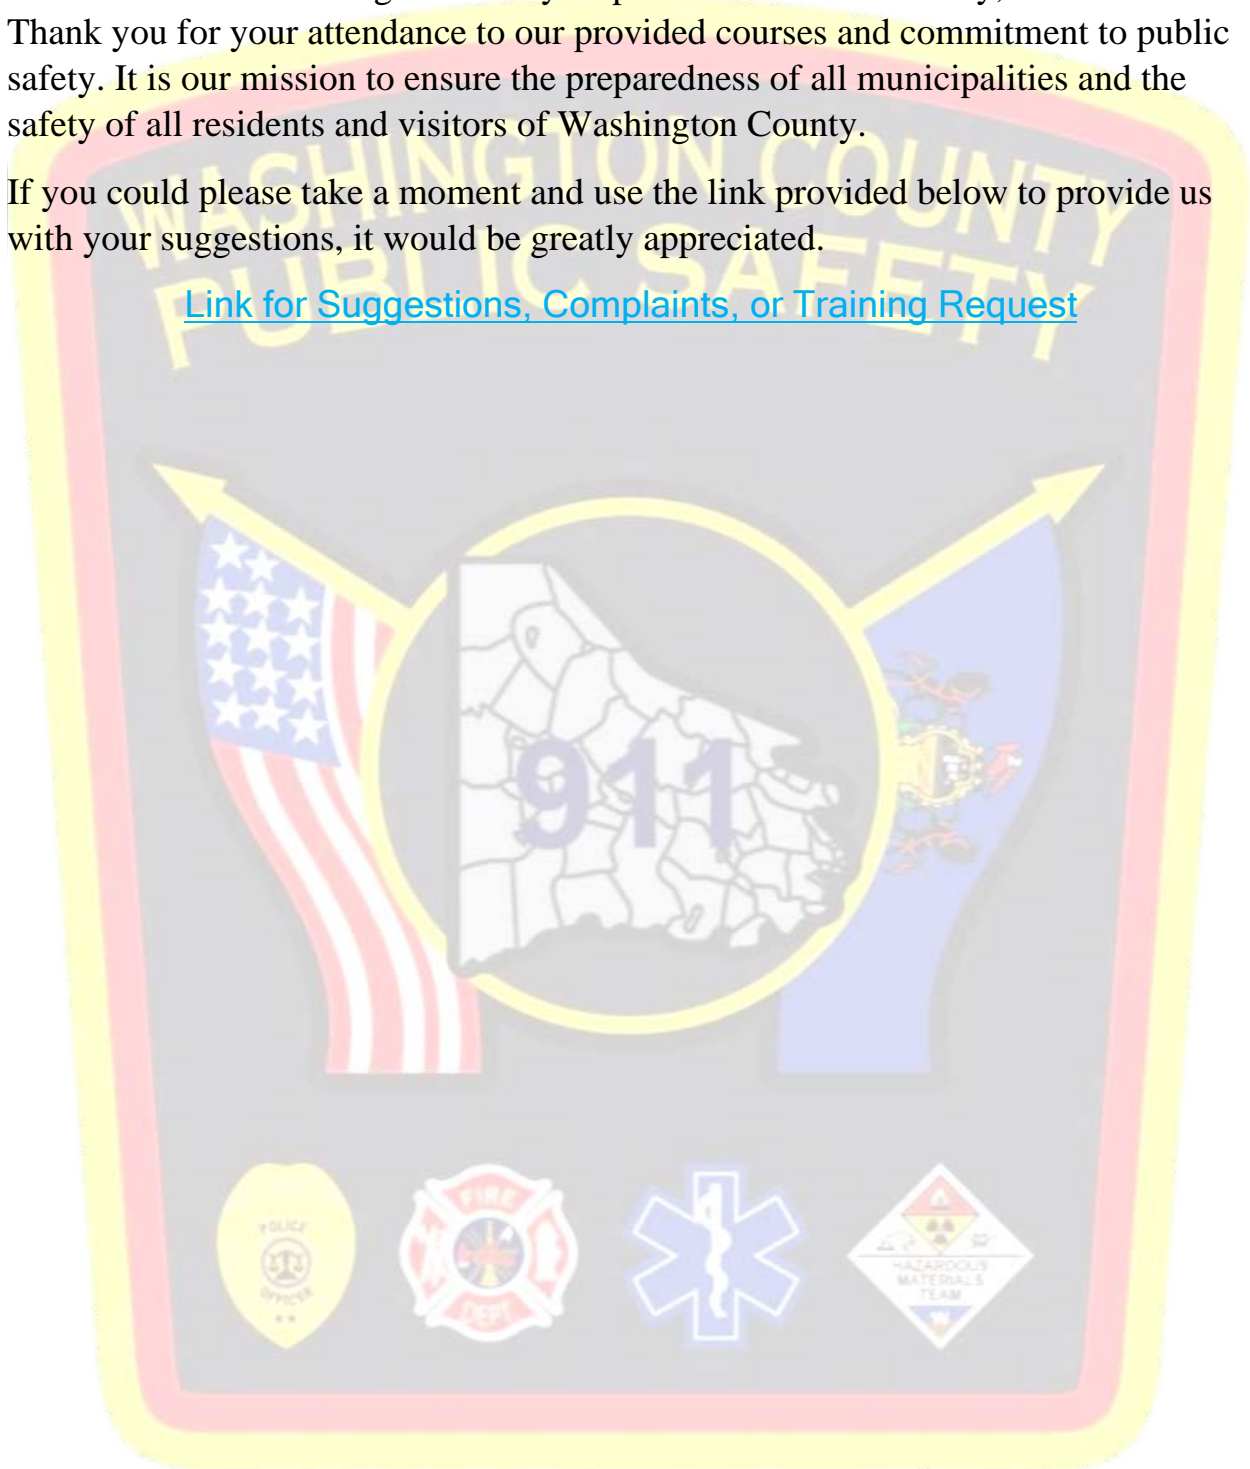 Thank you for your attendance to our provided courses and commitment to public
safety. It is our mission to ensure the preparedness of all municipalities and the
safety of all residents and visitors of Washington County.
If you could please take a moment and use the link provided below to provide us
with your suggestions, it would be greatly appreciated.
Link for Suggestions, Complaints, or Training Request
WASHINGTON COUNTY
PUBLIC SAFETY
911
POLICE
OFFICER
FIRE
DEPT
HAZARDOUS
MATERIALS
TEAM